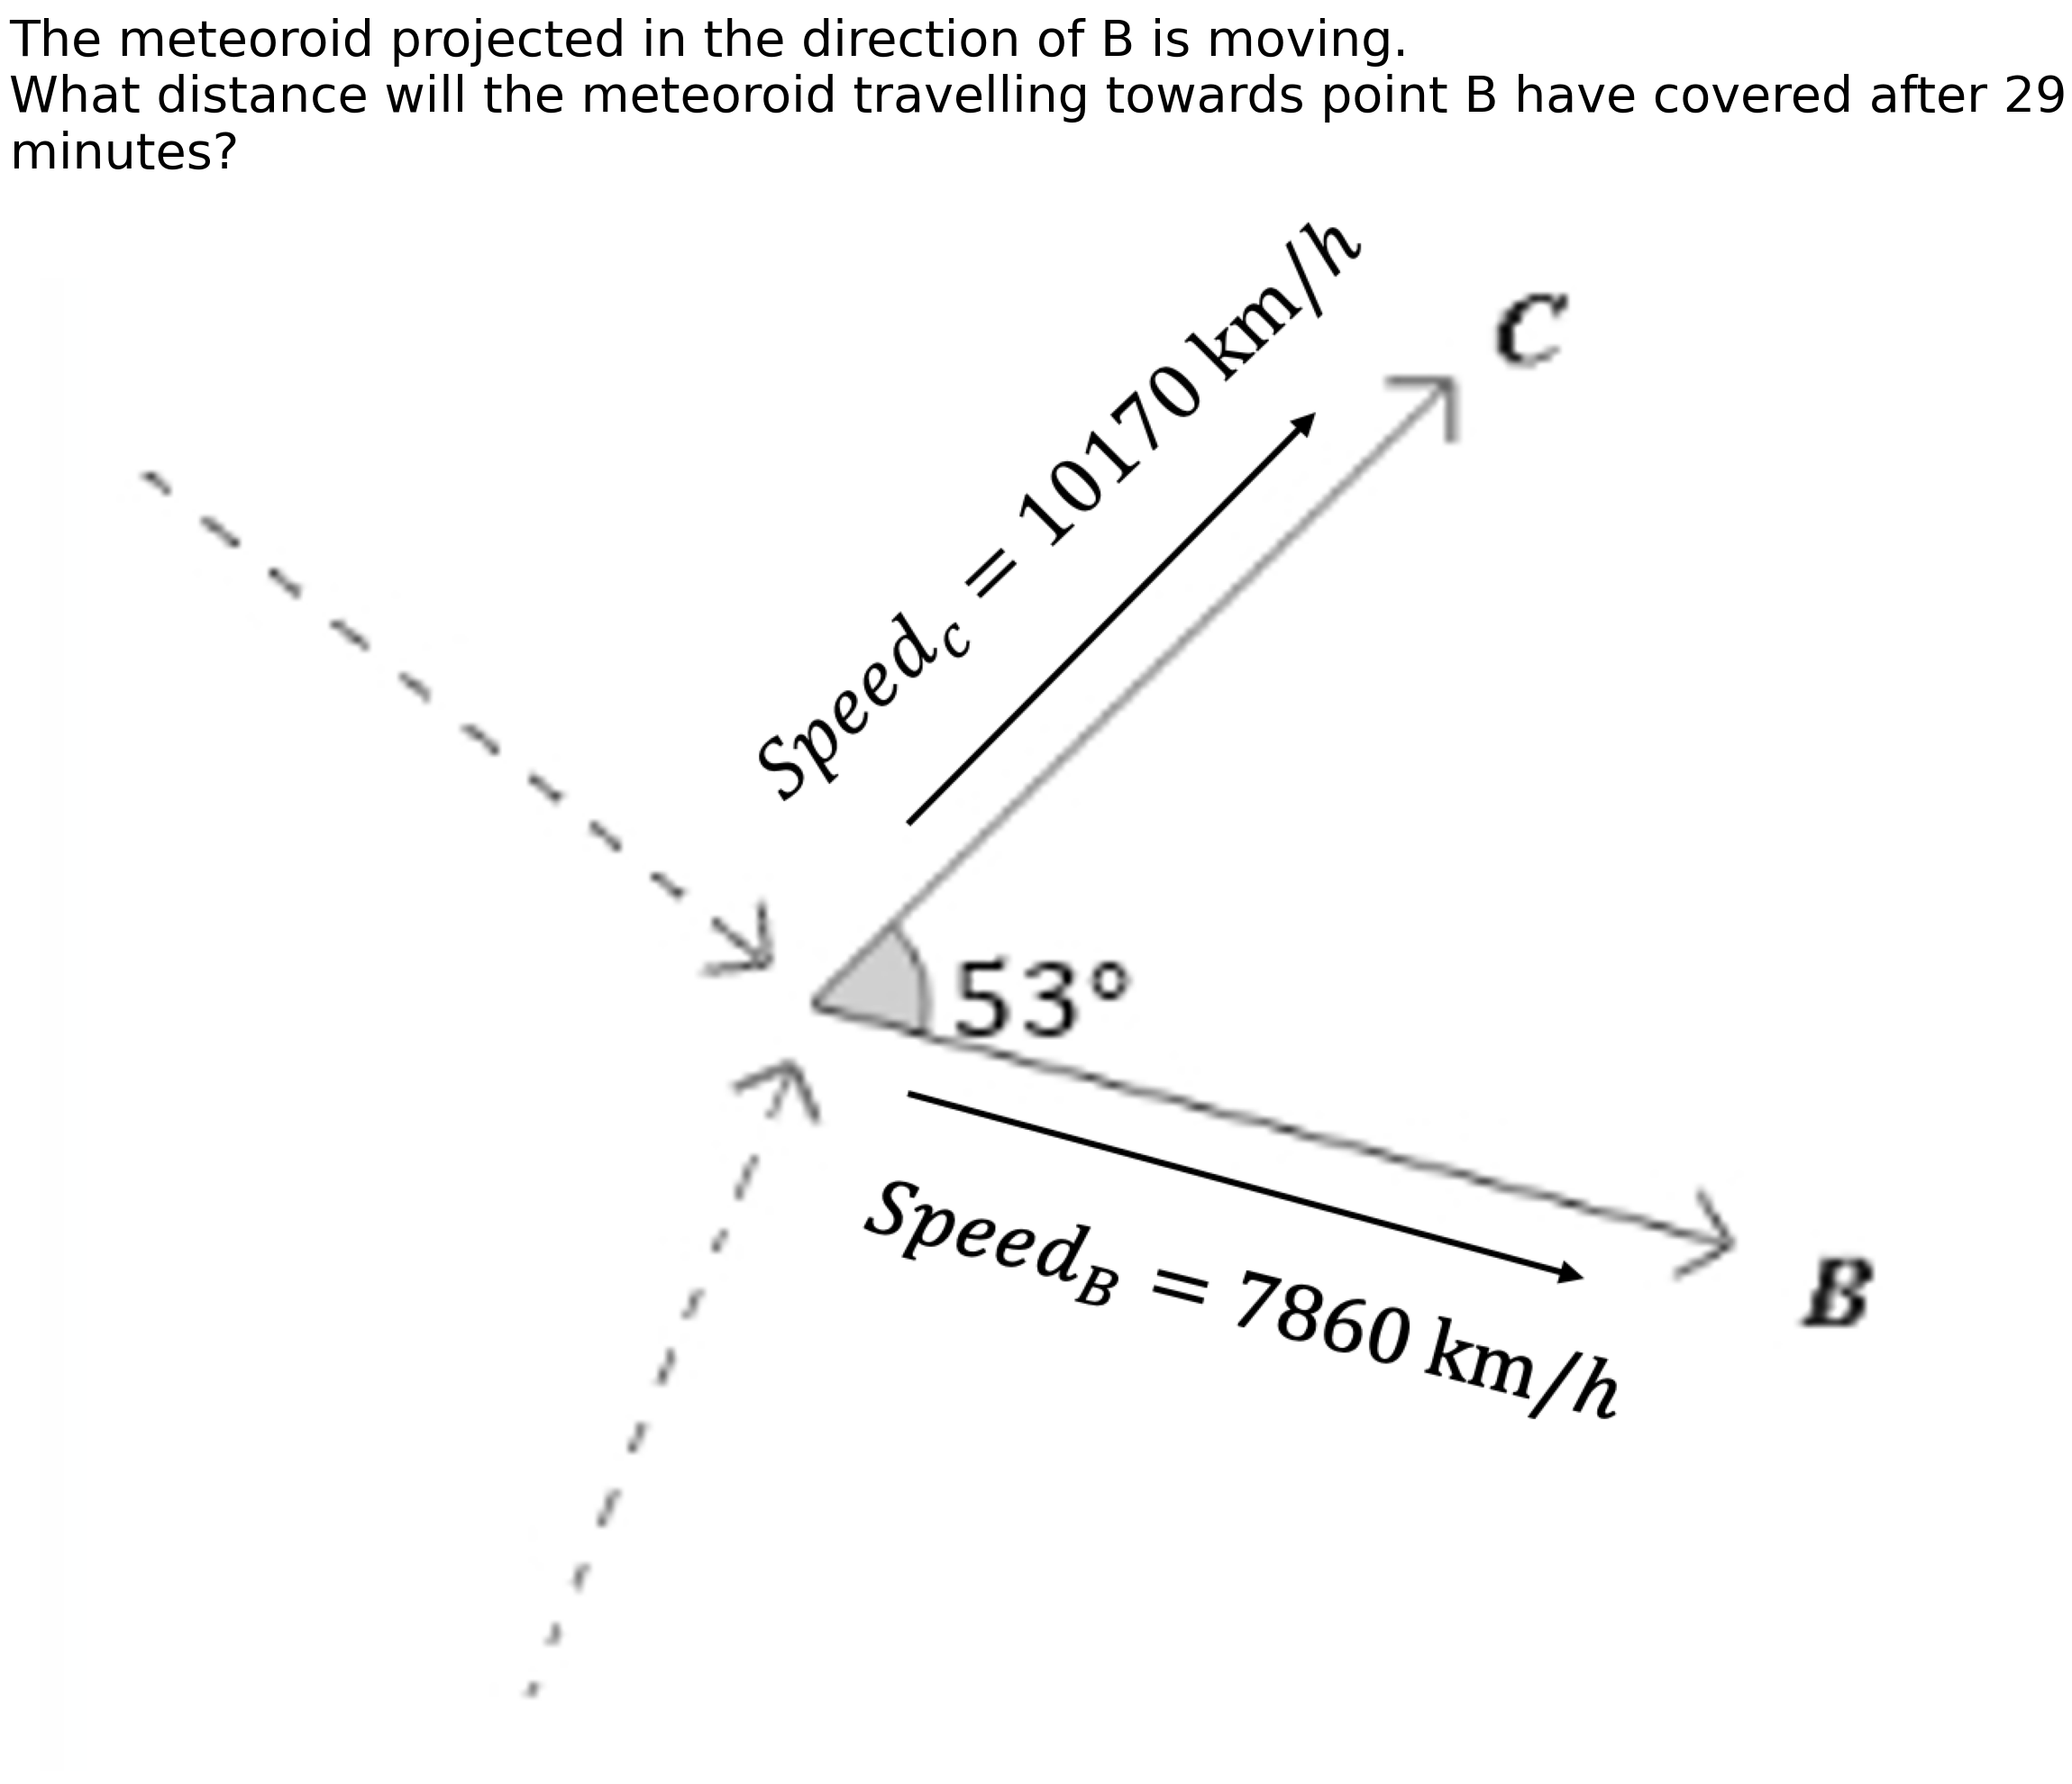 The meteoroid projected in the direction of B is moving.
What distance will the meteoroid travelling towards point B have covered after 29
minutes?
Speed_c = 10170 km/h
C
53°
Speed_B = 7860 km/h
B